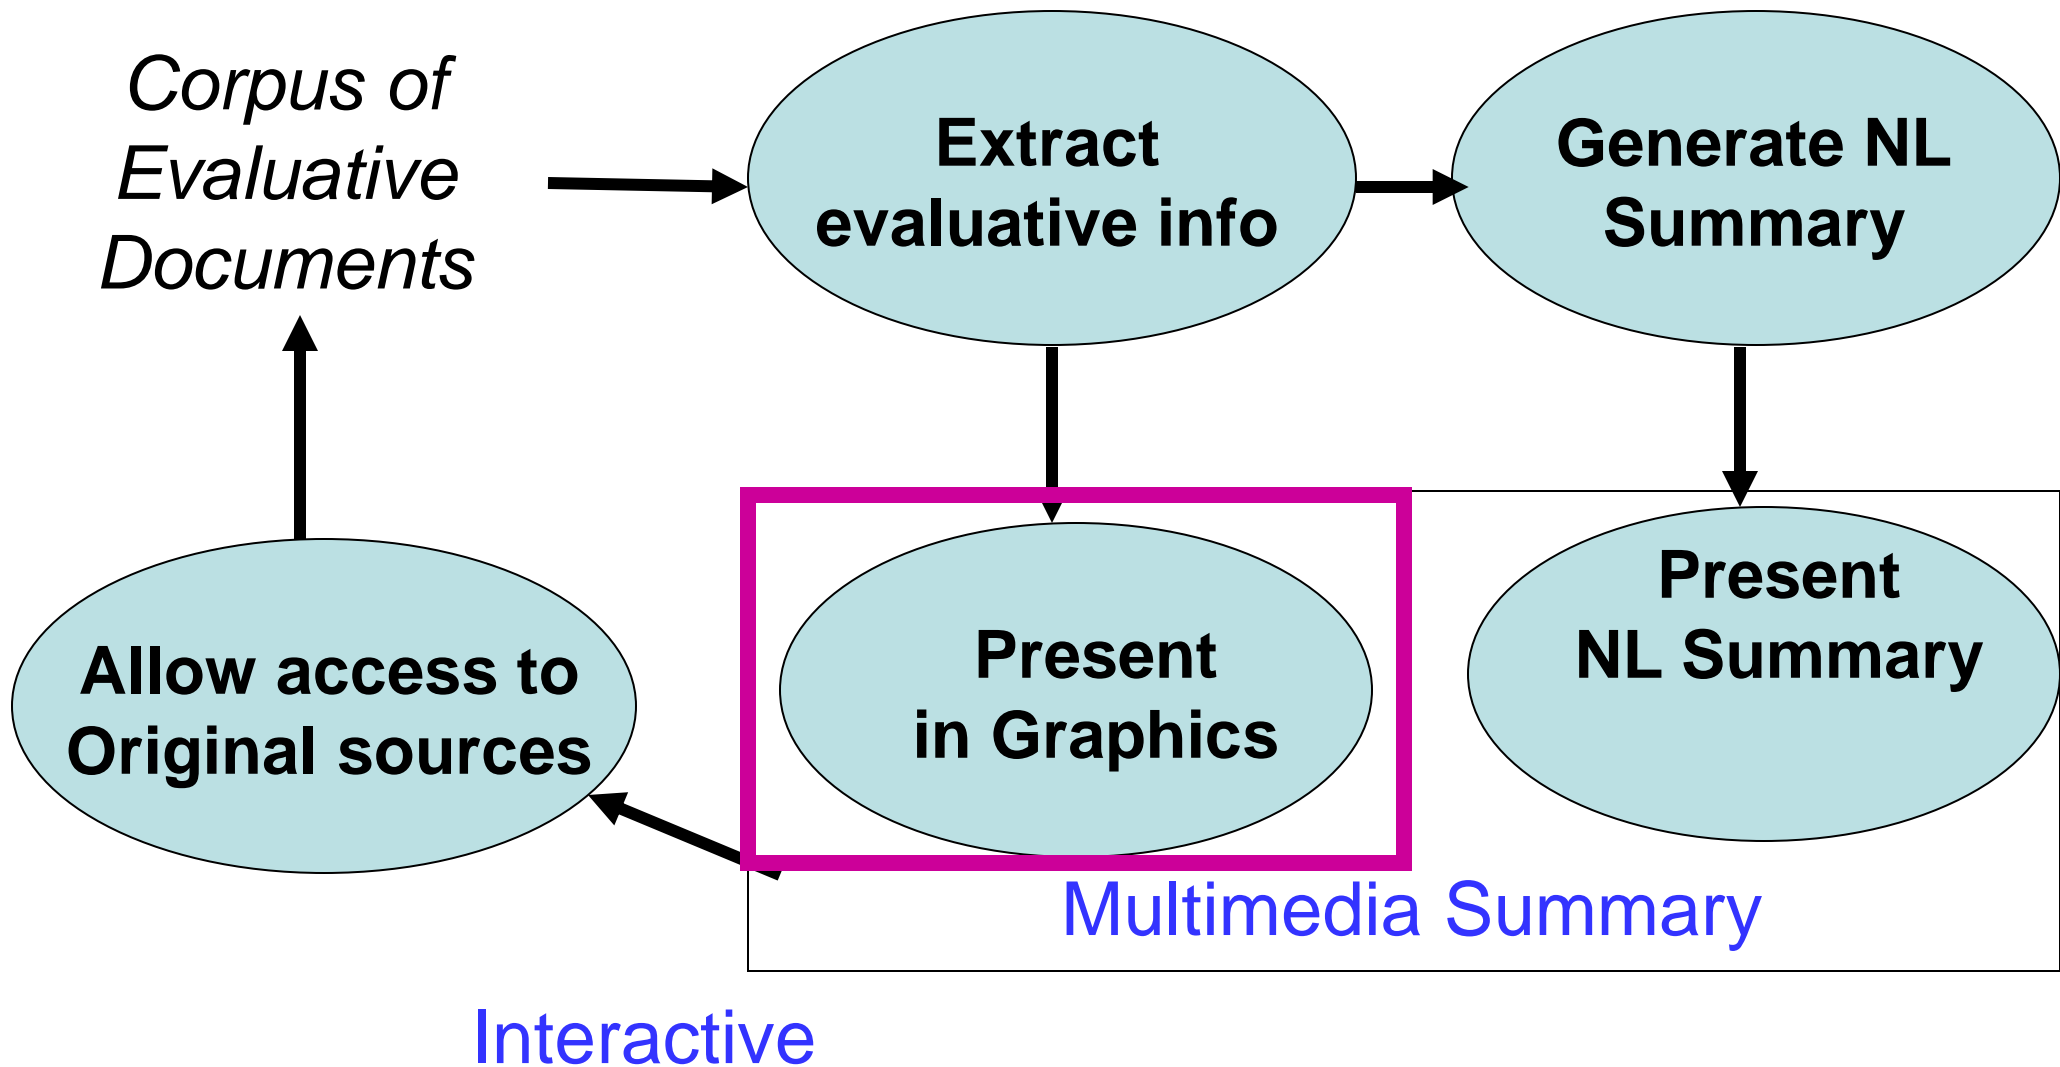 Corpus of
Evaluative
Documents
Extract
evaluative info
Generate NL
Summary
Allow access to
Original sources
Present
in Graphics
Present
NL Summary
Multimedia Summary
Interactive